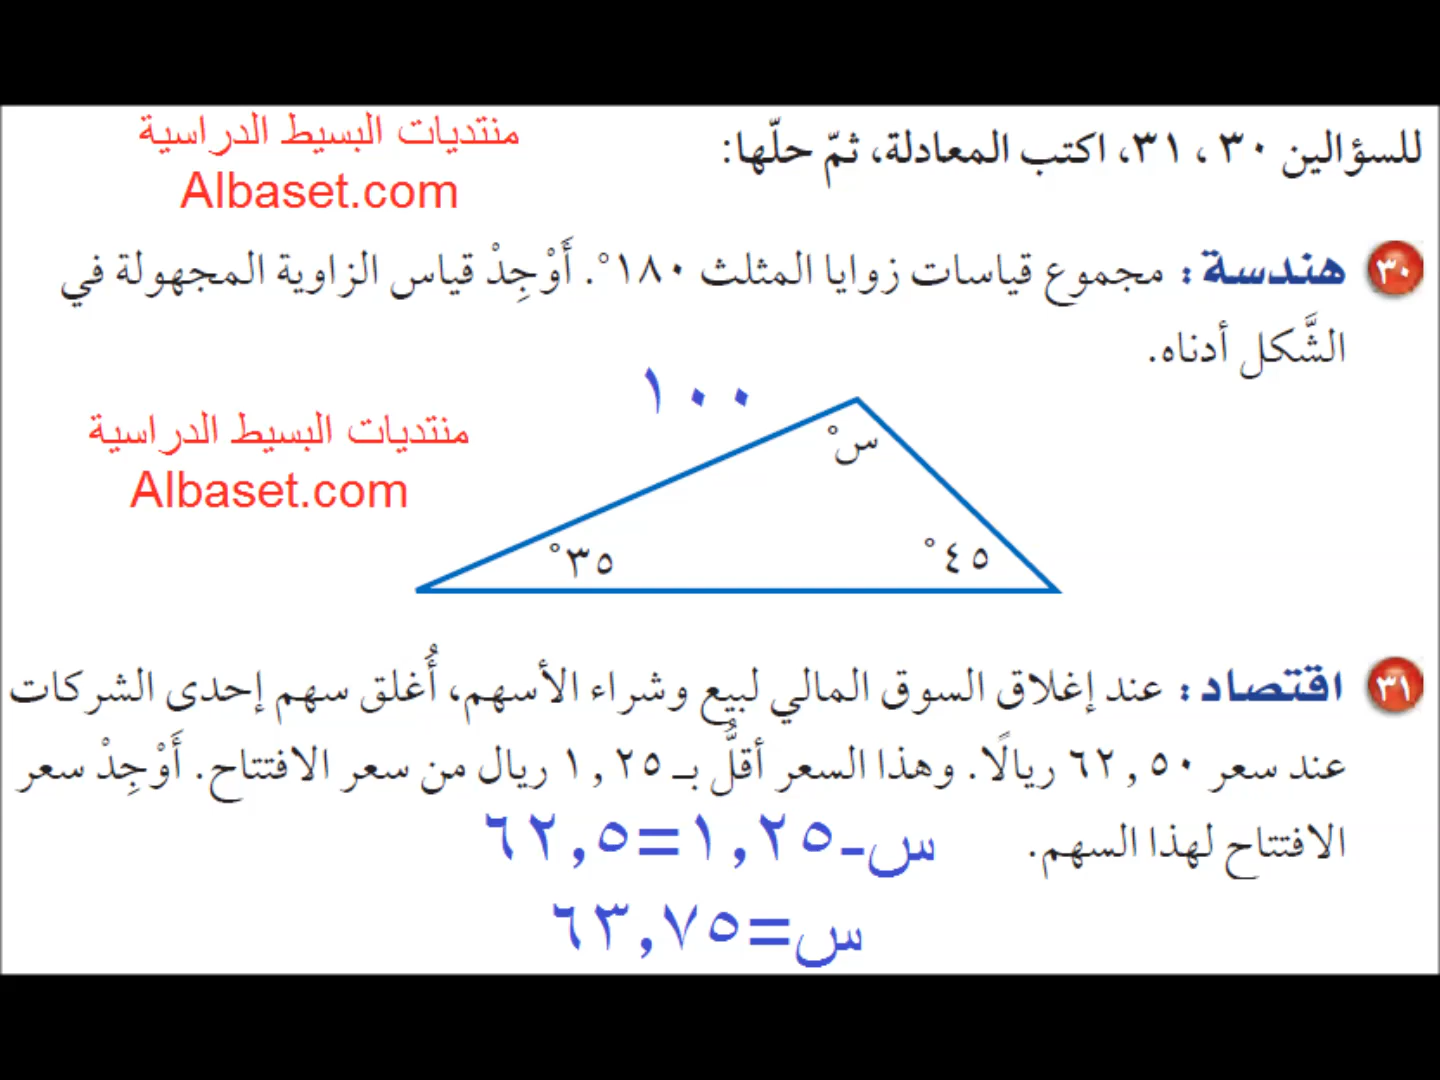 منتديات البسيط الدراسية
Albaset.com
للسؤالين ٣٠ ، ٣١، اكتب المعادلة، ثمّ حلّها:
٣٠ هندسة : مجموع قياسات زوايا المثلث ١٨٠°. أَوْجِدْ قياس الزاوية المجهولة في
الشَّكل أدناه.
١٠٠
منتديات البسيط الدراسية
Albaset.com
س°
٤٥°
٣٥°
٣١ اقتصاد : عند إغلاق السوق المالي لبيع وشراء الأسهم، أُغلق سهم إحدى الشركات
عند سعر ٦٢,٥٠ ريالًا. وهذا السعر أقلُّ بـ ١,٢٥ ريال من سعر الافتتاح. أَوْجِدْ سعر
الافتتاح لهذا السهم.
س-١,٢٥=٦٢,٥
س=٦٣,٧٥